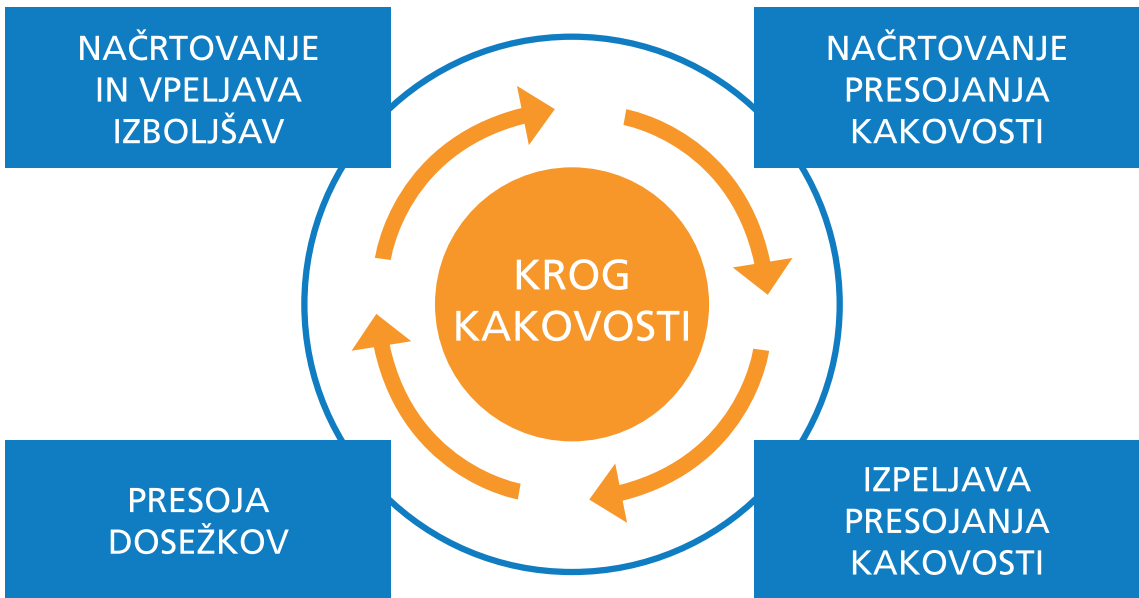 NAČRTOVANJE
IN VPELJAVA
IZBOLJŠAV
NAČRTOVANJE
PRESOJANJA
KAKOVOSTI
KROG
KAKOVOSTI
PRESOJA
DOSEŽKOV
IZPELJAVA
PRESOJANJA
KAKOVOSTI